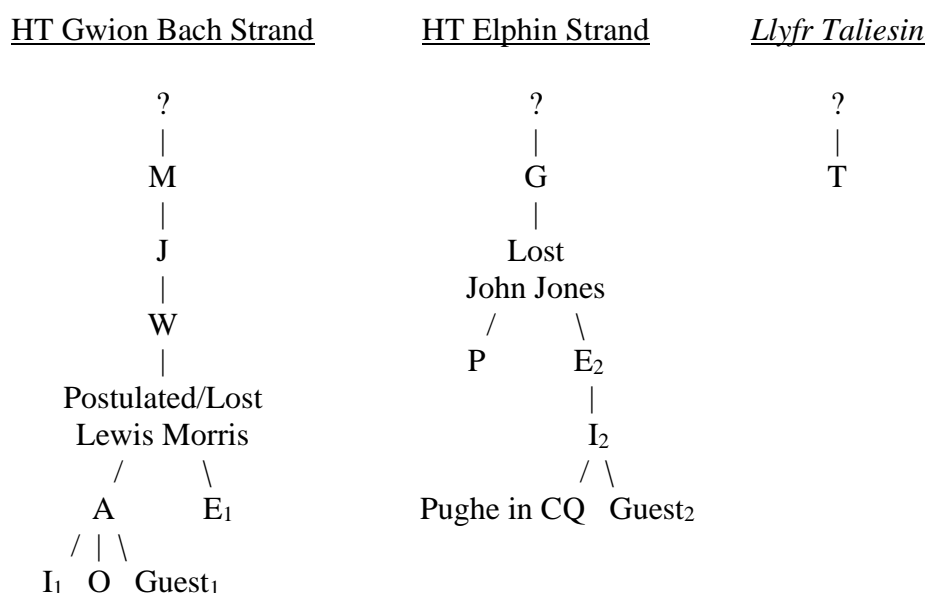 HT Gwion Bach Strand HT Elphin Strand Llyfr Taliesin
? ? ?
| | |
M G T
| |
J Lost
| John Jones
W / \
| P E₂
Postulated/Lost |
Lewis Morris I₂
/ \ / \
A E₁ Pughe in CQ Guest₂
/ | \
I₁ O Guest₁